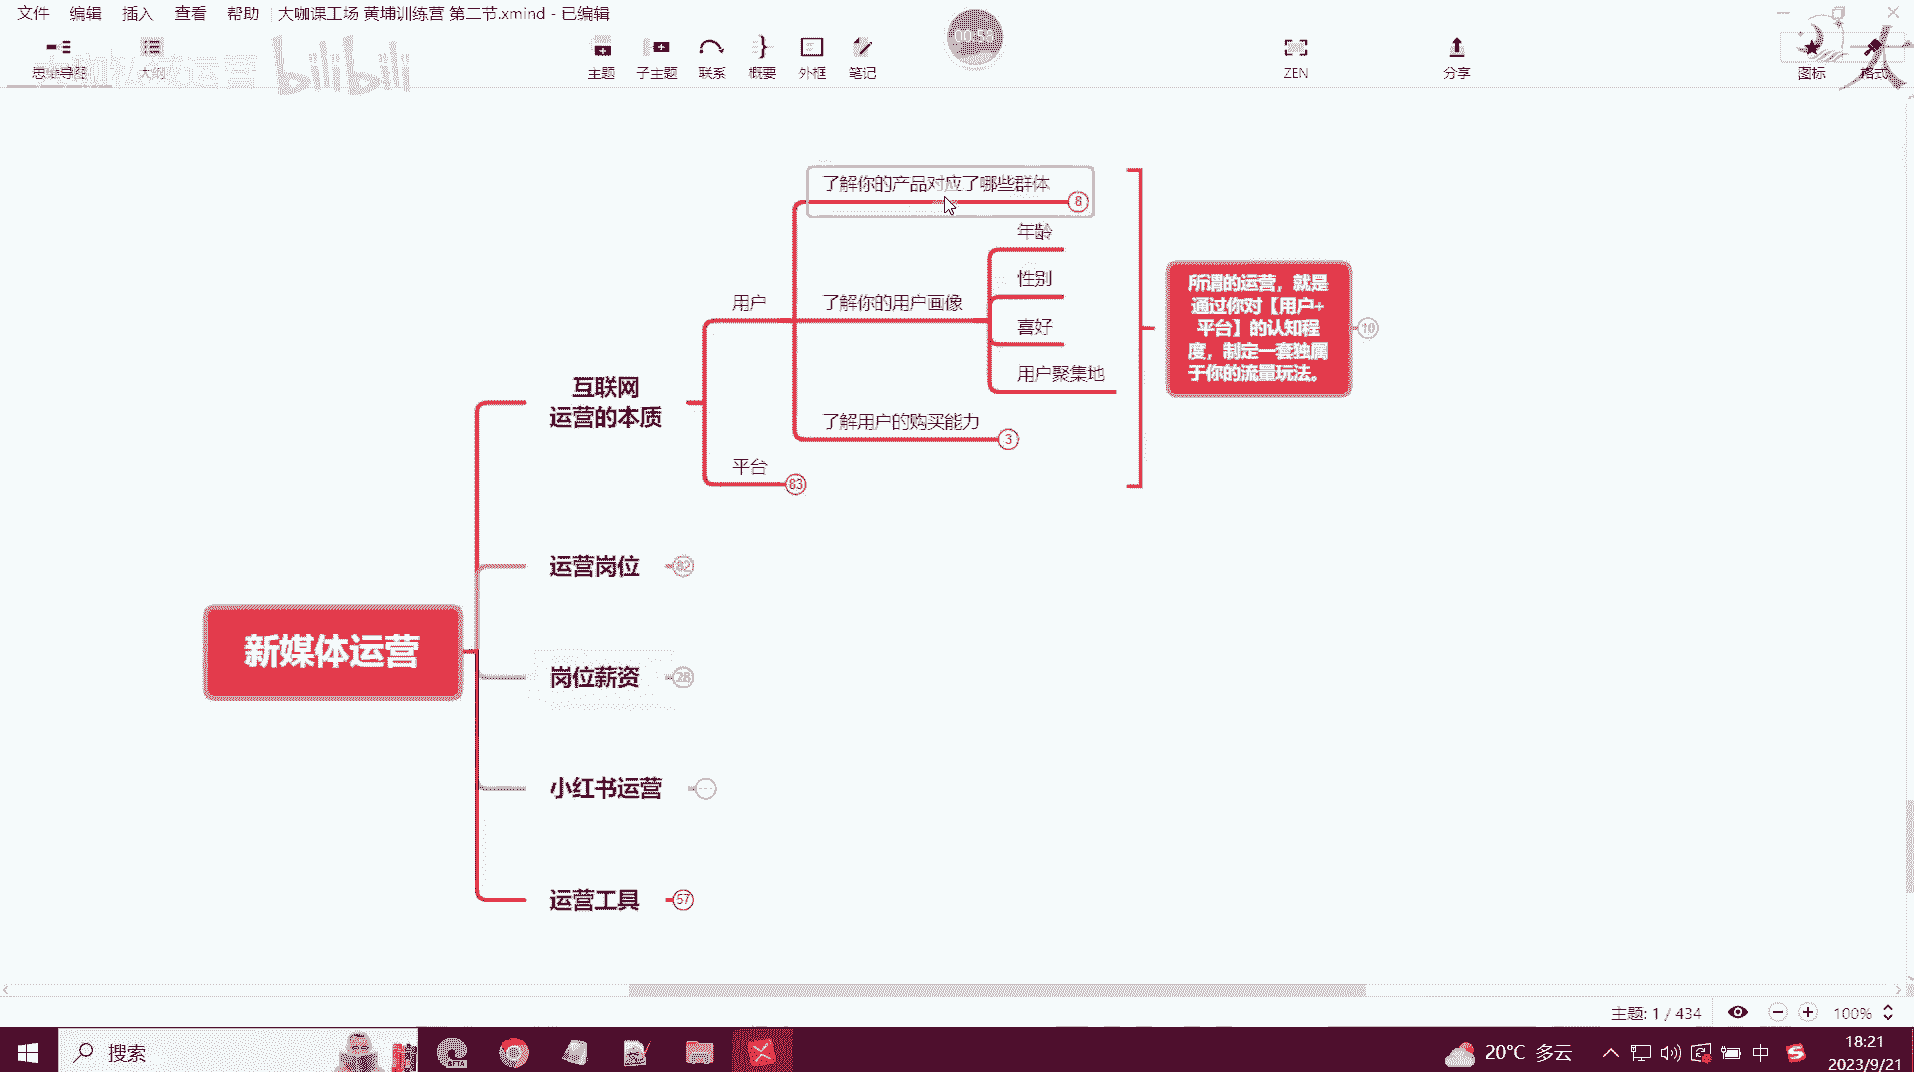 文件 编辑 插入 查看 帮助 大咖课工场 黄埔训练营 第二节.xmind - 已编辑
思维导图 大纲 主题 子主题 联系 概要 外框 笔记 ZEN 分享 图标 格式
bilibili
了解你的产品对应了哪些群体
8
年龄
性别
用户
了解你的用户画像
喜好
用户聚集地
了解用户的购买能力
3
平台
83
所谓的运营，就是
通过你对【用户+
平台】的认知程
度，制定一套独属
于你的流量玩法。
10
互联网
运营的本质
运营岗位
82
新媒体运营
岗位薪资
28
小红书运营
运营工具
57
主题: 1 / 434
100%
搜索
20°C 多云
中
18:21
2023/9/21